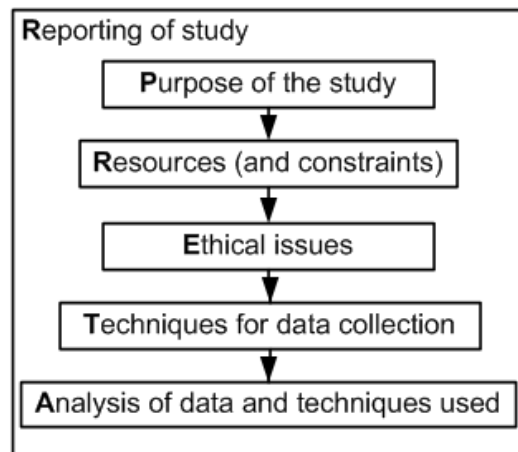 Reporting of study
Purpose of the study
Resources (and constraints)
Ethical issues
Techniques for data collection
Analysis of data and techniques used